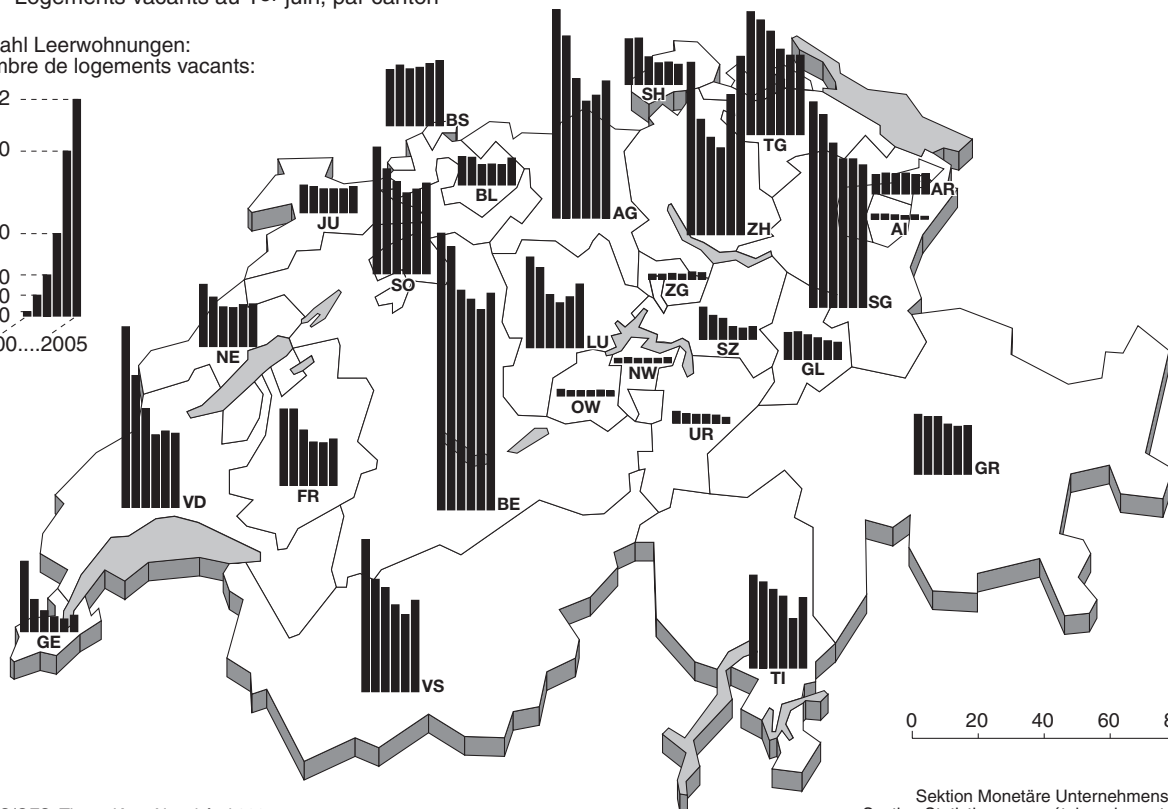 Logements vacants au 1er juin, par canton
ahl Leerwohnungen:
mbre de logements vacants:
2
0
0
0
0
0
00....2005
BS
SH
TG
BL
JU
AG
ZH
AR
AI
SO
ZG
SG
NE
LU
SZ
GL
NW
OW
UR
VD
FR
BE
GR
GE
VS
TI
0 20 40 60 8
Sektion Monetäre Unternehmens